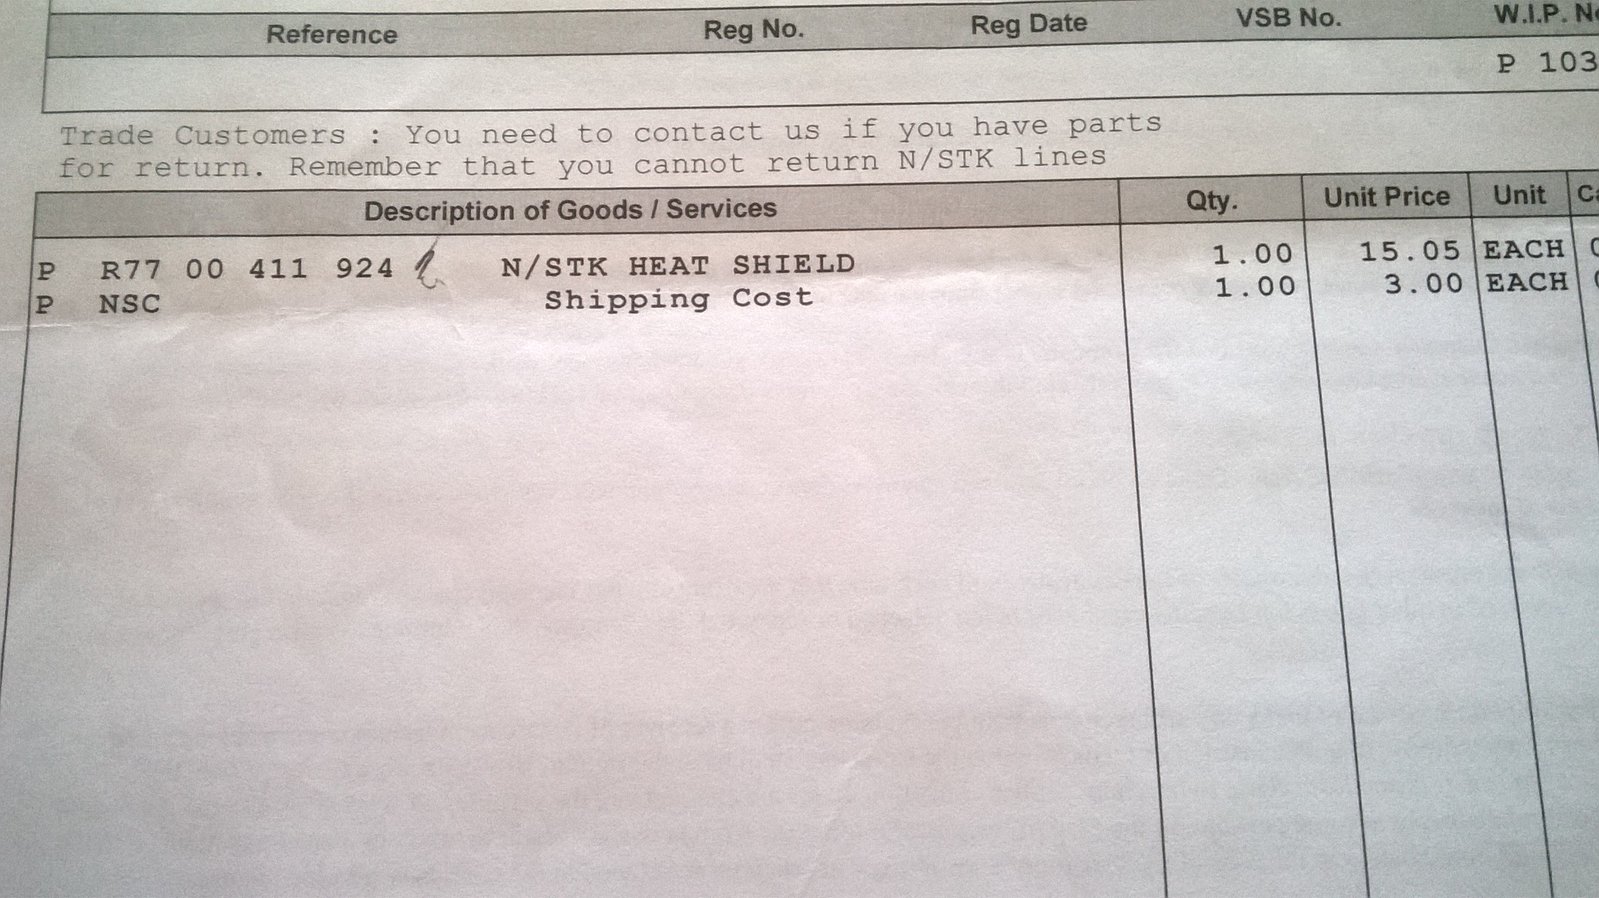 Reference Reg No. Reg Date VSB No. W.I.P.
P 103
Trade Customers : You need to contact us if you have parts
for return. Remember that you cannot return N/STK lines
Description of Goods / Services Qty. Unit Price Unit
P R77 00 411 924 N/STK HEAT SHIELD 1.00 15.05 EACH
P NSC Shipping Cost 1.00 3.00 EACH